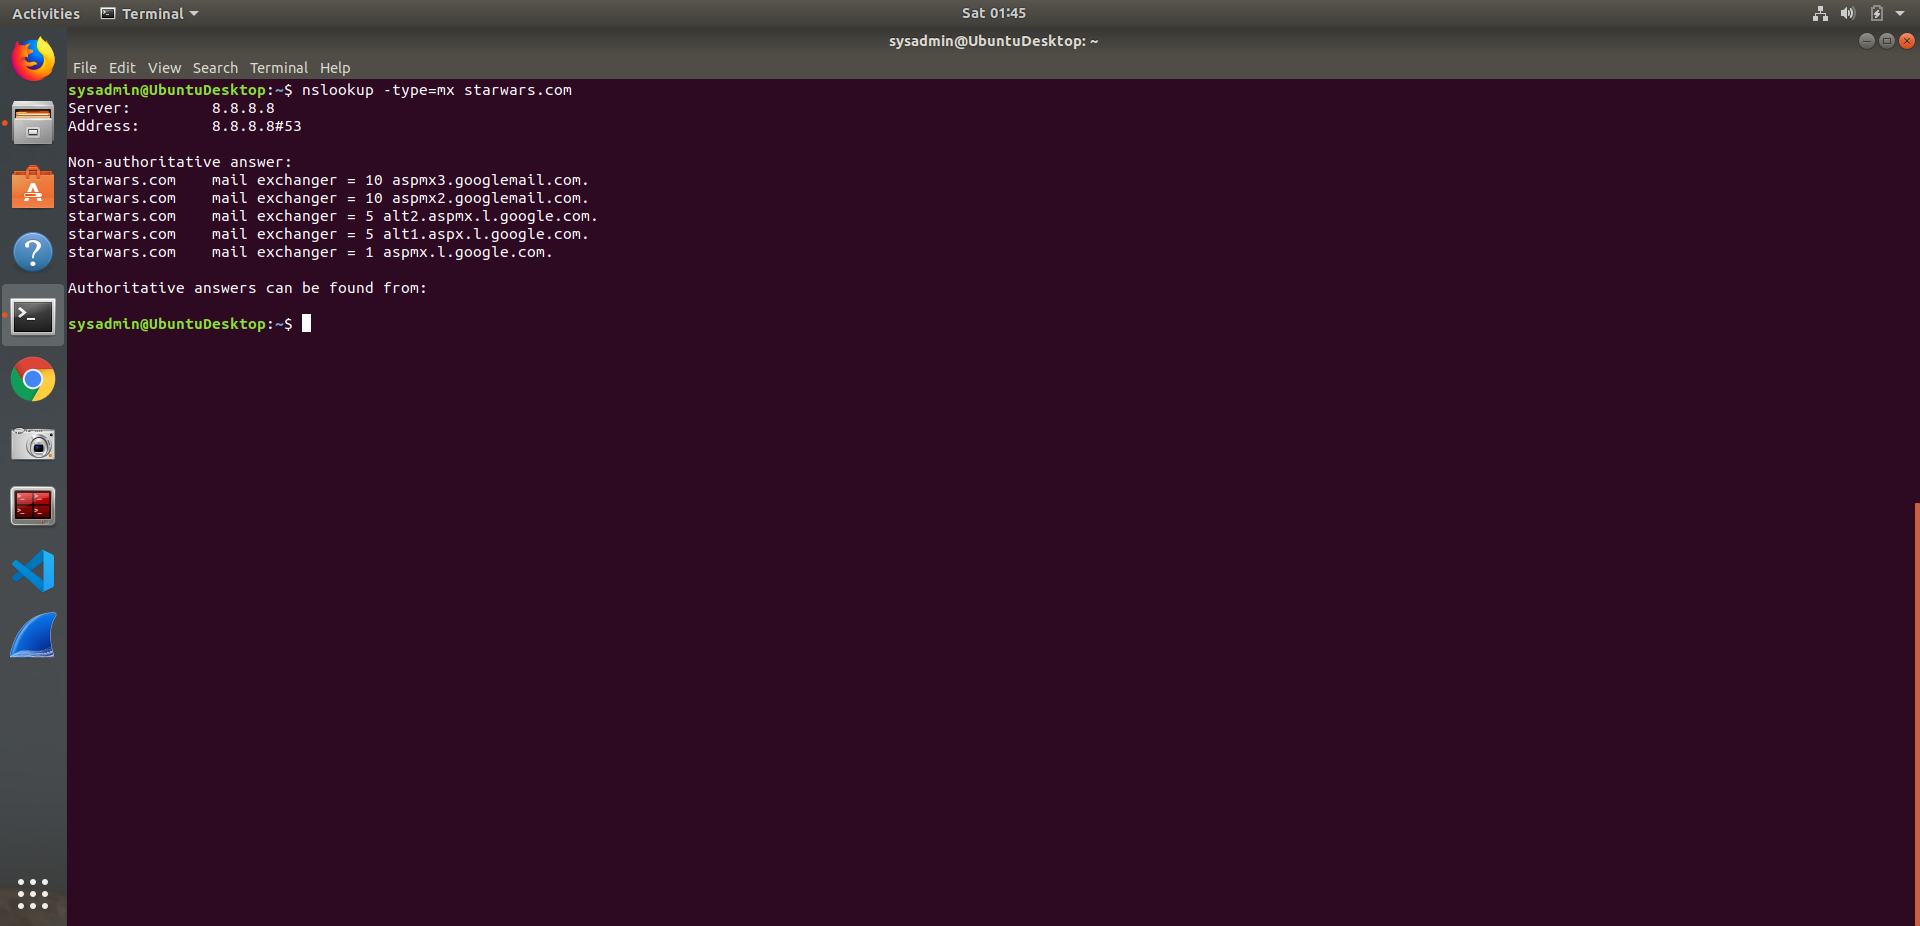 Activities Terminal Sat 01:45
sysadmin@UbuntuDesktop: ~
File Edit View Search Terminal Help
sysadmin@UbuntuDesktop:~$ nslookup -type=mx starwars.com
Server: 8.8.8.8
Address: 8.8.8.8#53
Non-authoritative answer:
starwars.com mail exchanger = 10 aspmx3.googlemail.com.
starwars.com mail exchanger = 10 aspmx2.googlemail.com.
starwars.com mail exchanger = 5 alt2.aspmx.l.google.com.
starwars.com mail exchanger = 5 alt1.aspx.l.google.com.
starwars.com mail exchanger = 1 aspmx.l.google.com.
Authoritative answers can be found from:
sysadmin@UbuntuDesktop:~$